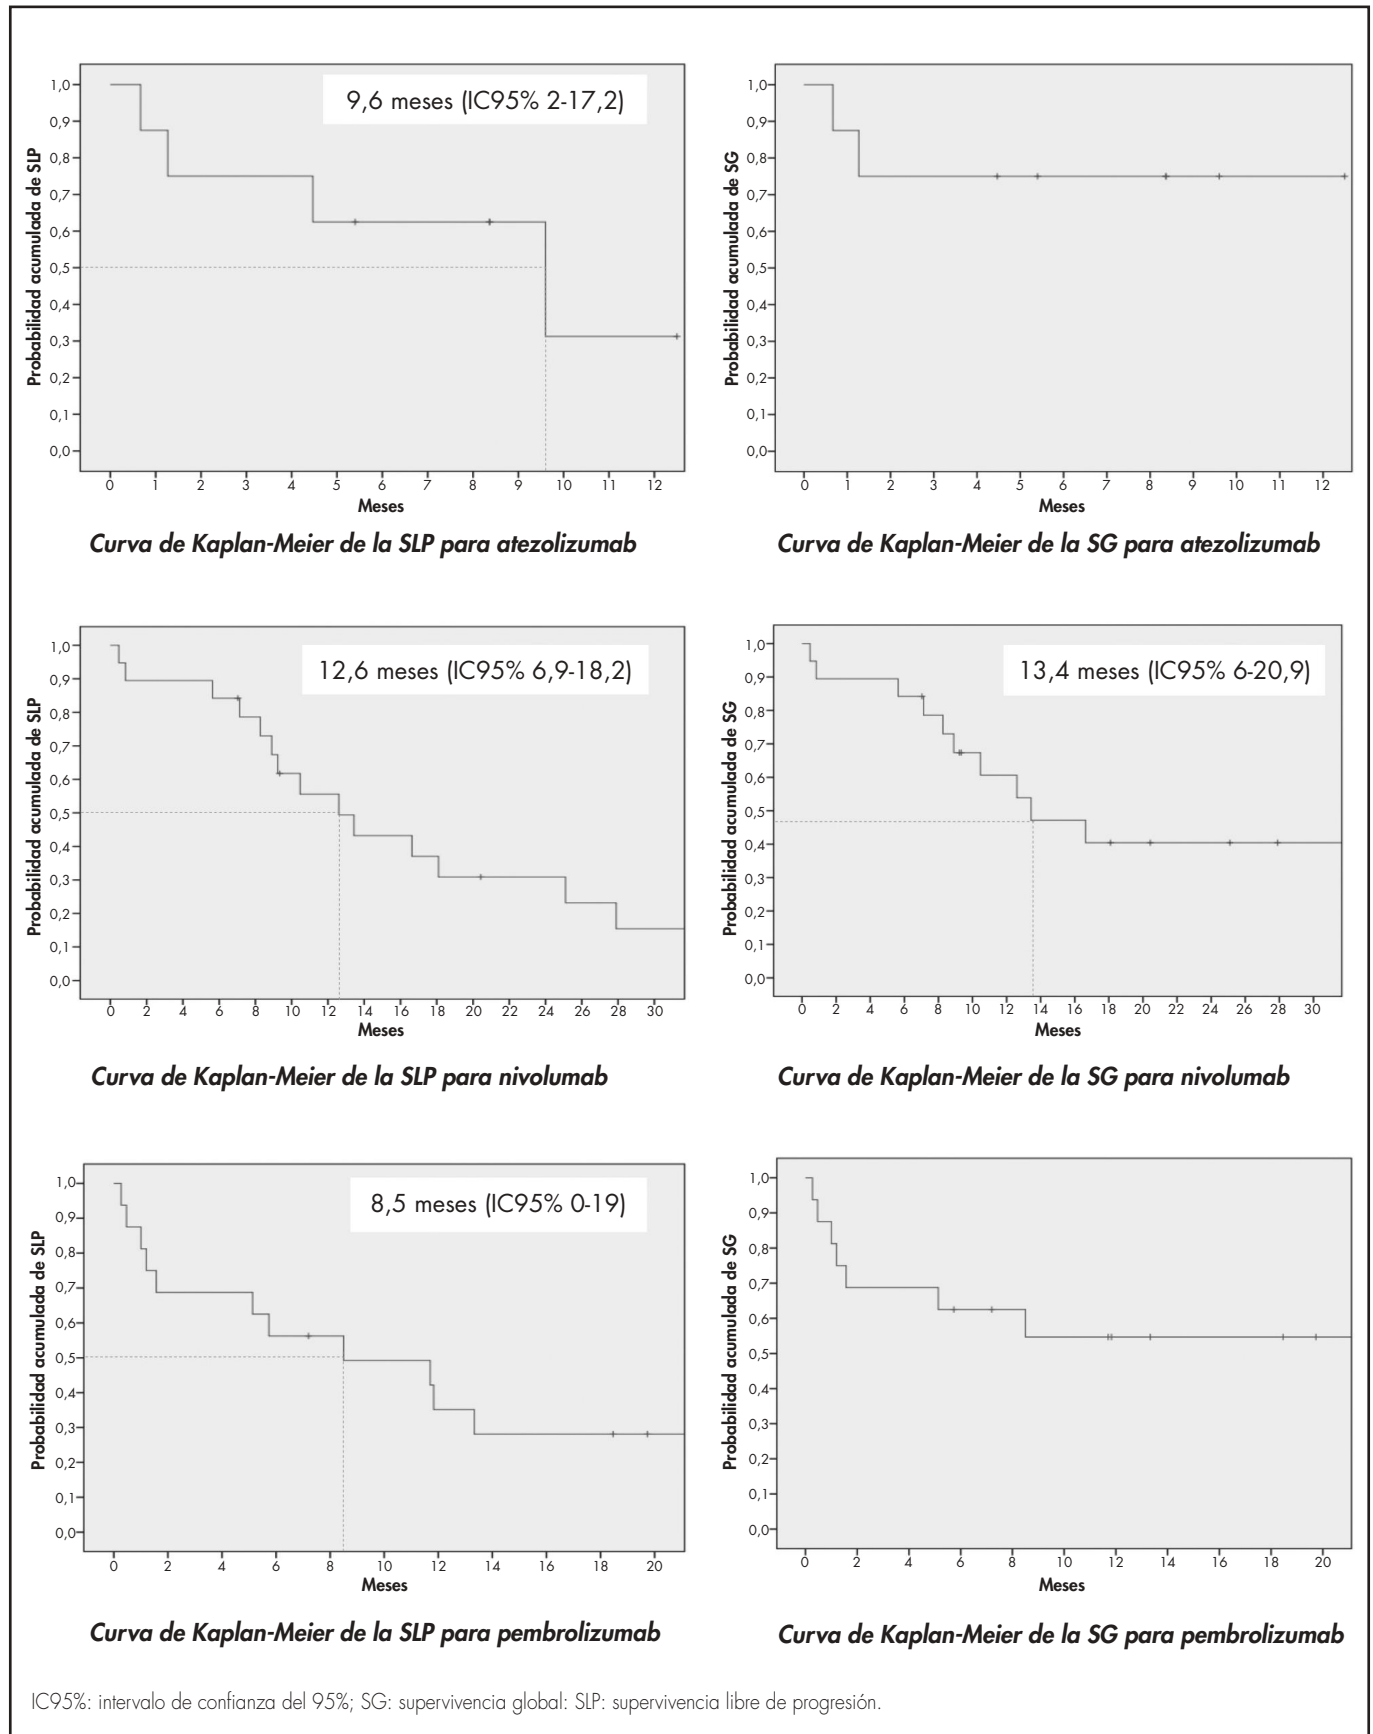 9,6 meses (IC95% 2-17,2)
Probabilidad acumulada de SLP
1,0
0,9
0,8
0,7
0,6
0,5
0,4
0,3
0,2
0,1
0,0
0 1 2 3 4 5 6 7 8 9 10 11 12
Meses
Curva de Kaplan-Meier de la SLP para atezolizumab
Probabilidad acumulada de SG
1,0
0,9
0,8
0,7
0,6
0,5
0,4
0,3
0,2
0,1
0,0
0 1 2 3 4 5 6 7 8 9 10 11 12
Meses
Curva de Kaplan-Meier de la SG para atezolizumab
12,6 meses (IC95% 6,9-18,2)
Probabilidad acumulada de SLP
1,0
0,9
0,8
0,7
0,6
0,5
0,4
0,3
0,2
0,1
0,0
0 2 4 6 8 10 12 14 16 18 20 22 24 26 28 30
Meses
Curva de Kaplan-Meier de la SLP para nivolumab
13,4 meses (IC95% 6-20,9)
Probabilidad acumulada de SG
1,0
0,9
0,8
0,7
0,6
0,5
0,4
0,3
0,2
0,1
0,0
0 2 4 6 8 10 12 14 16 18 20 22 24 26 28 30
Meses
Curva de Kaplan-Meier de la SG para nivolumab
8,5 meses (IC95% 0-19)
Probabilidad acumulada de SLP
1,0
0,9
0,8
0,7
0,6
0,5
0,4
0,3
0,2
0,1
0,0
0 2 4 6 8 10 12 14 16 18 20
Meses
Curva de Kaplan-Meier de la SLP para pembrolizumab
Probabilidad acumulada de SG
1,0
0,9
0,8
0,7
0,6
0,5
0,4
0,3
0,2
0,1
0,0
0 2 4 6 8 10 12 14 16 18 20
Meses
Curva de Kaplan-Meier de la SG para pembrolizumab
IC95%: intervalo de confianza del 95%; SG: supervivencia global: SLP: supervivencia libre de progresión.